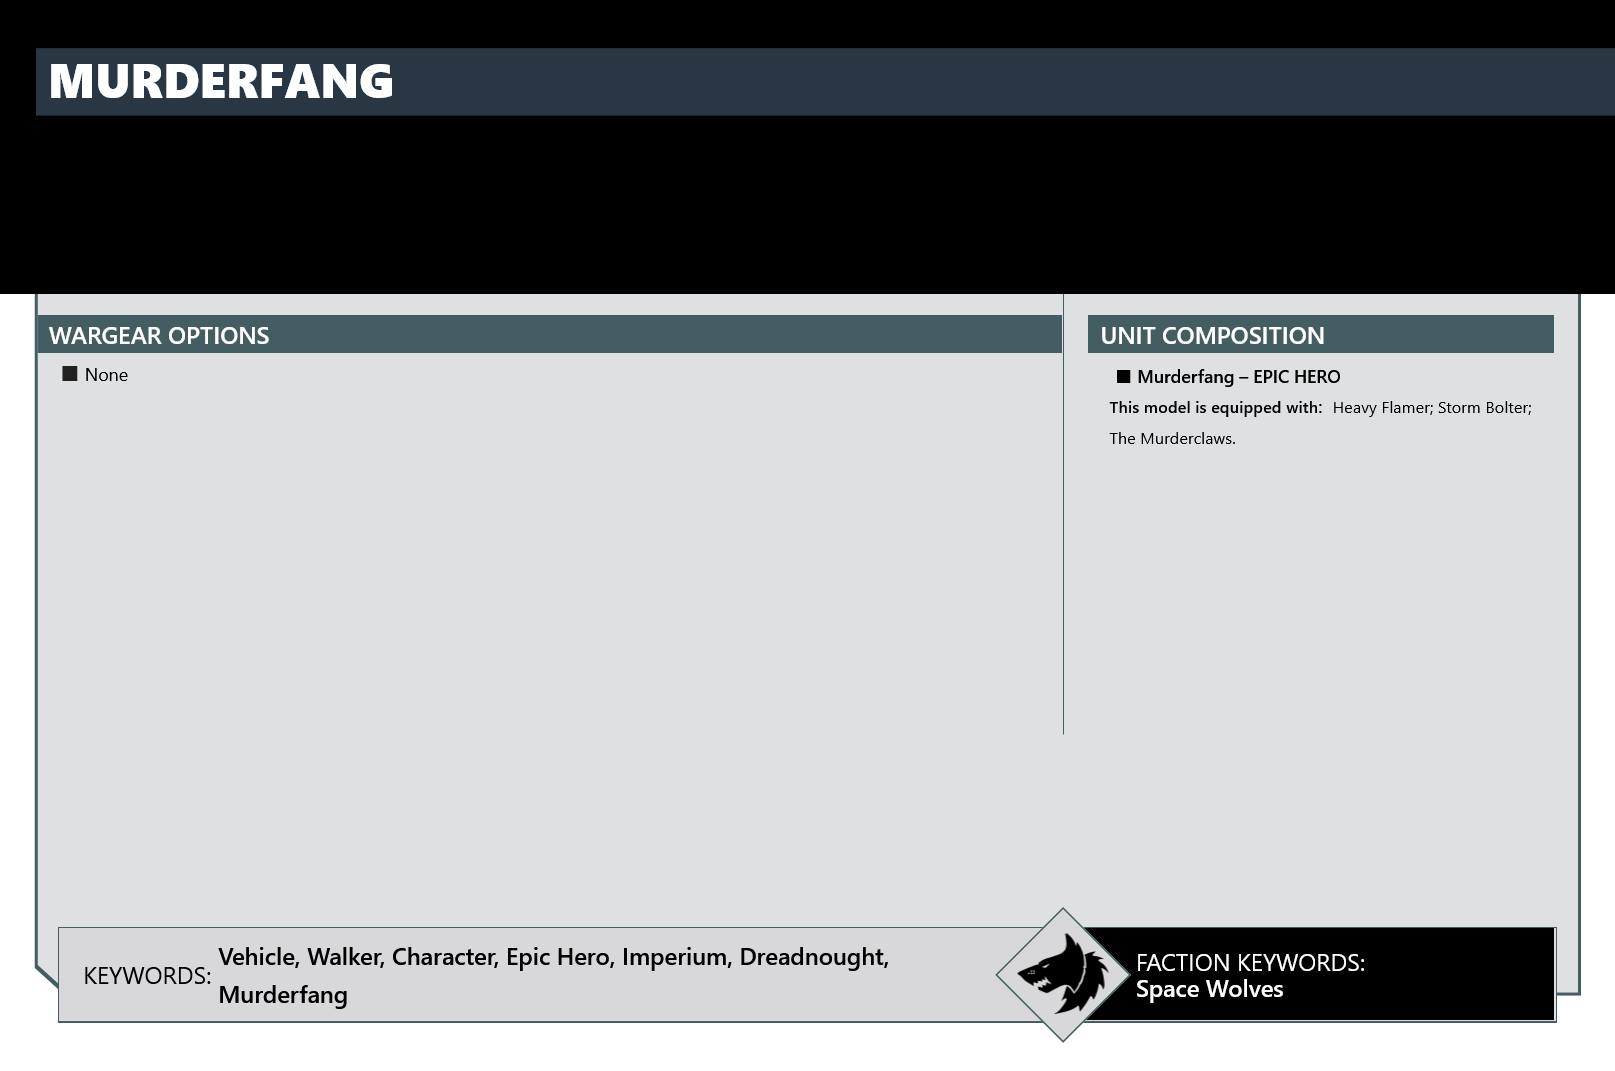 MURDERFANG
WARGEAR OPTIONS
■ None
UNIT COMPOSITION
■ Murderfang – EPIC HERO
This model is equipped with: Heavy Flamer; Storm Bolter;
The Murderclaws.
KEYWORDS:
Vehicle, Walker, Character, Epic Hero, Imperium, Dreadnought,
Murderfang
FACTION KEYWORDS:
Space Wolves